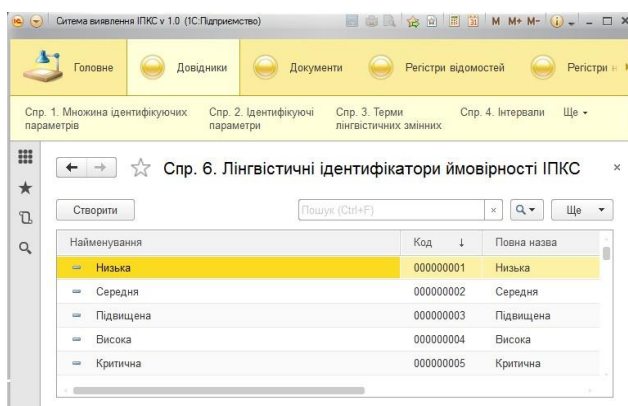 Ситема виявлення ІПКС v 1.0 (1С:Підприємство)
M M+ M-
Головне Довідники Документи Регістри відомостей Регістри н
Спр. 1. Множина ідентифікуючих параметрів
Спр. 2. Ідентифікуючі параметри
Спр. 3. Терми лінгвістичних змінних
Спр. 4. Інтервали
Ще
Спр. 6. Лінгвістичні ідентифікатори ймовірності ІПКС
Створити Пошук (Ctrl+F) Ще
Найменування Код Повна назва
Низька 000000001 Низька
Середня 000000002 Середня
Підвищена 000000003 Підвищена
Висока 000000004 Висока
Критична 000000005 Критична